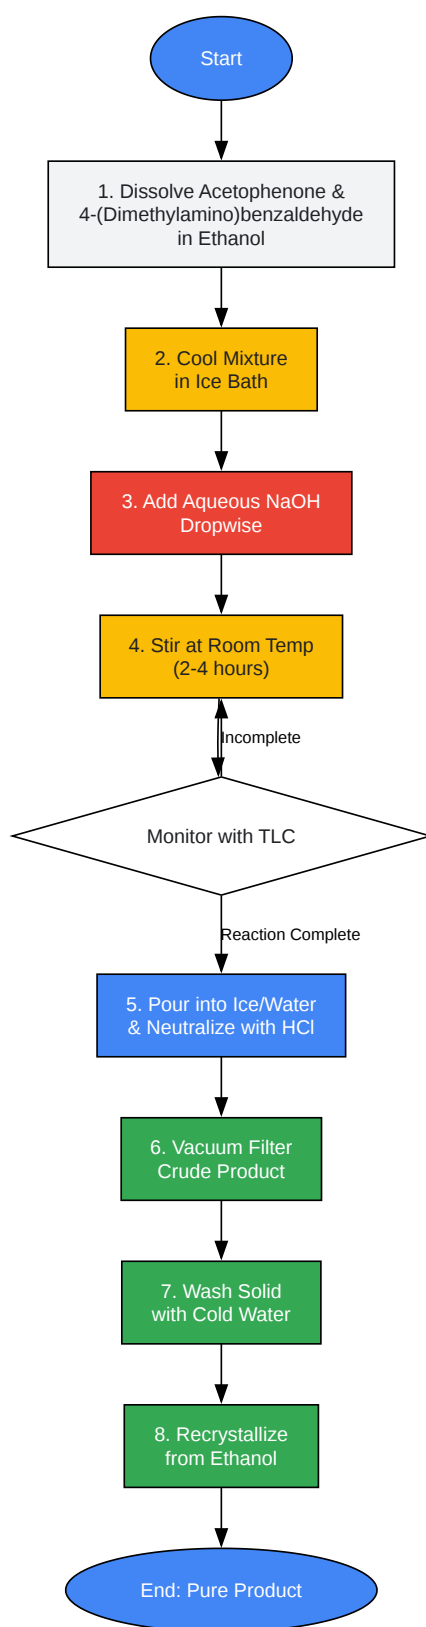 Start
1. Dissolve Acetophenone &
4-(Dimethylamino)benzaldehyde
in Ethanol
2. Cool Mixture
in Ice Bath
3. Add Aqueous NaOH
Dropwise
4. Stir at Room Temp
(2-4 hours)
Incomplete
Monitor with TLC
Reaction Complete
5. Pour into Ice/Water
& Neutralize with HCl
6. Vacuum Filter
Crude Product
7. Wash Solid
with Cold Water
8. Recrystallize
from Ethanol
End: Pure Product